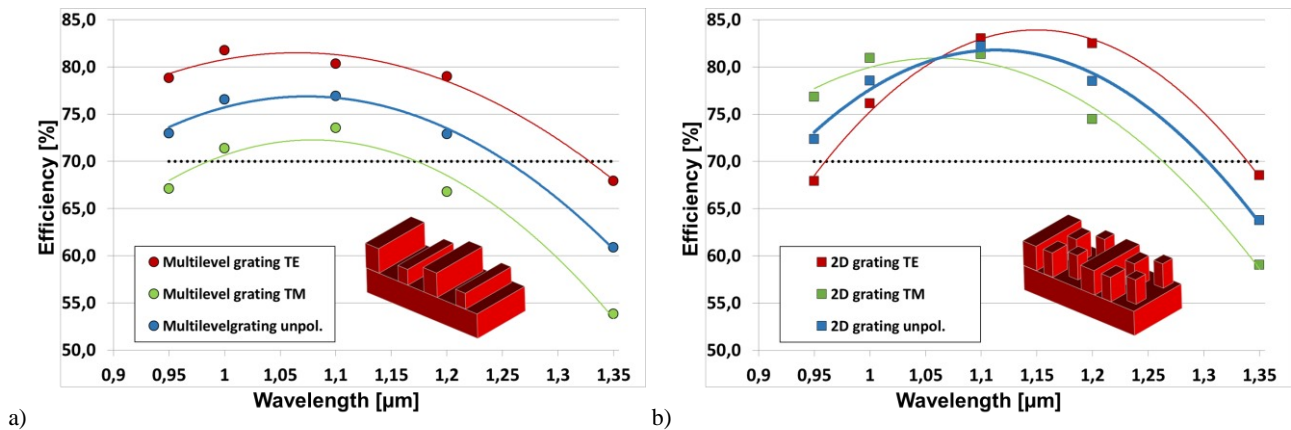 85,0
80,0
75,0
70,0
65,0
60,0
55,0
50,0
Efficiency [%]
Multilevel grating TE
Multilevel grating TM
Multilevelgrating unpol.
0,9 0,95 1 1,05 1,1 1,15 1,2 1,25 1,3 1,35
Wavelength [µm]
a)
85,0
80,0
75,0
70,0
65,0
60,0
55,0
50,0
Efficiency [%]
2D grating TE
2D grating TM
2D grating unpol.
0,9 0,95 1 1,05 1,1 1,15 1,2 1,25 1,3 1,35
Wavelength [µm]
b)